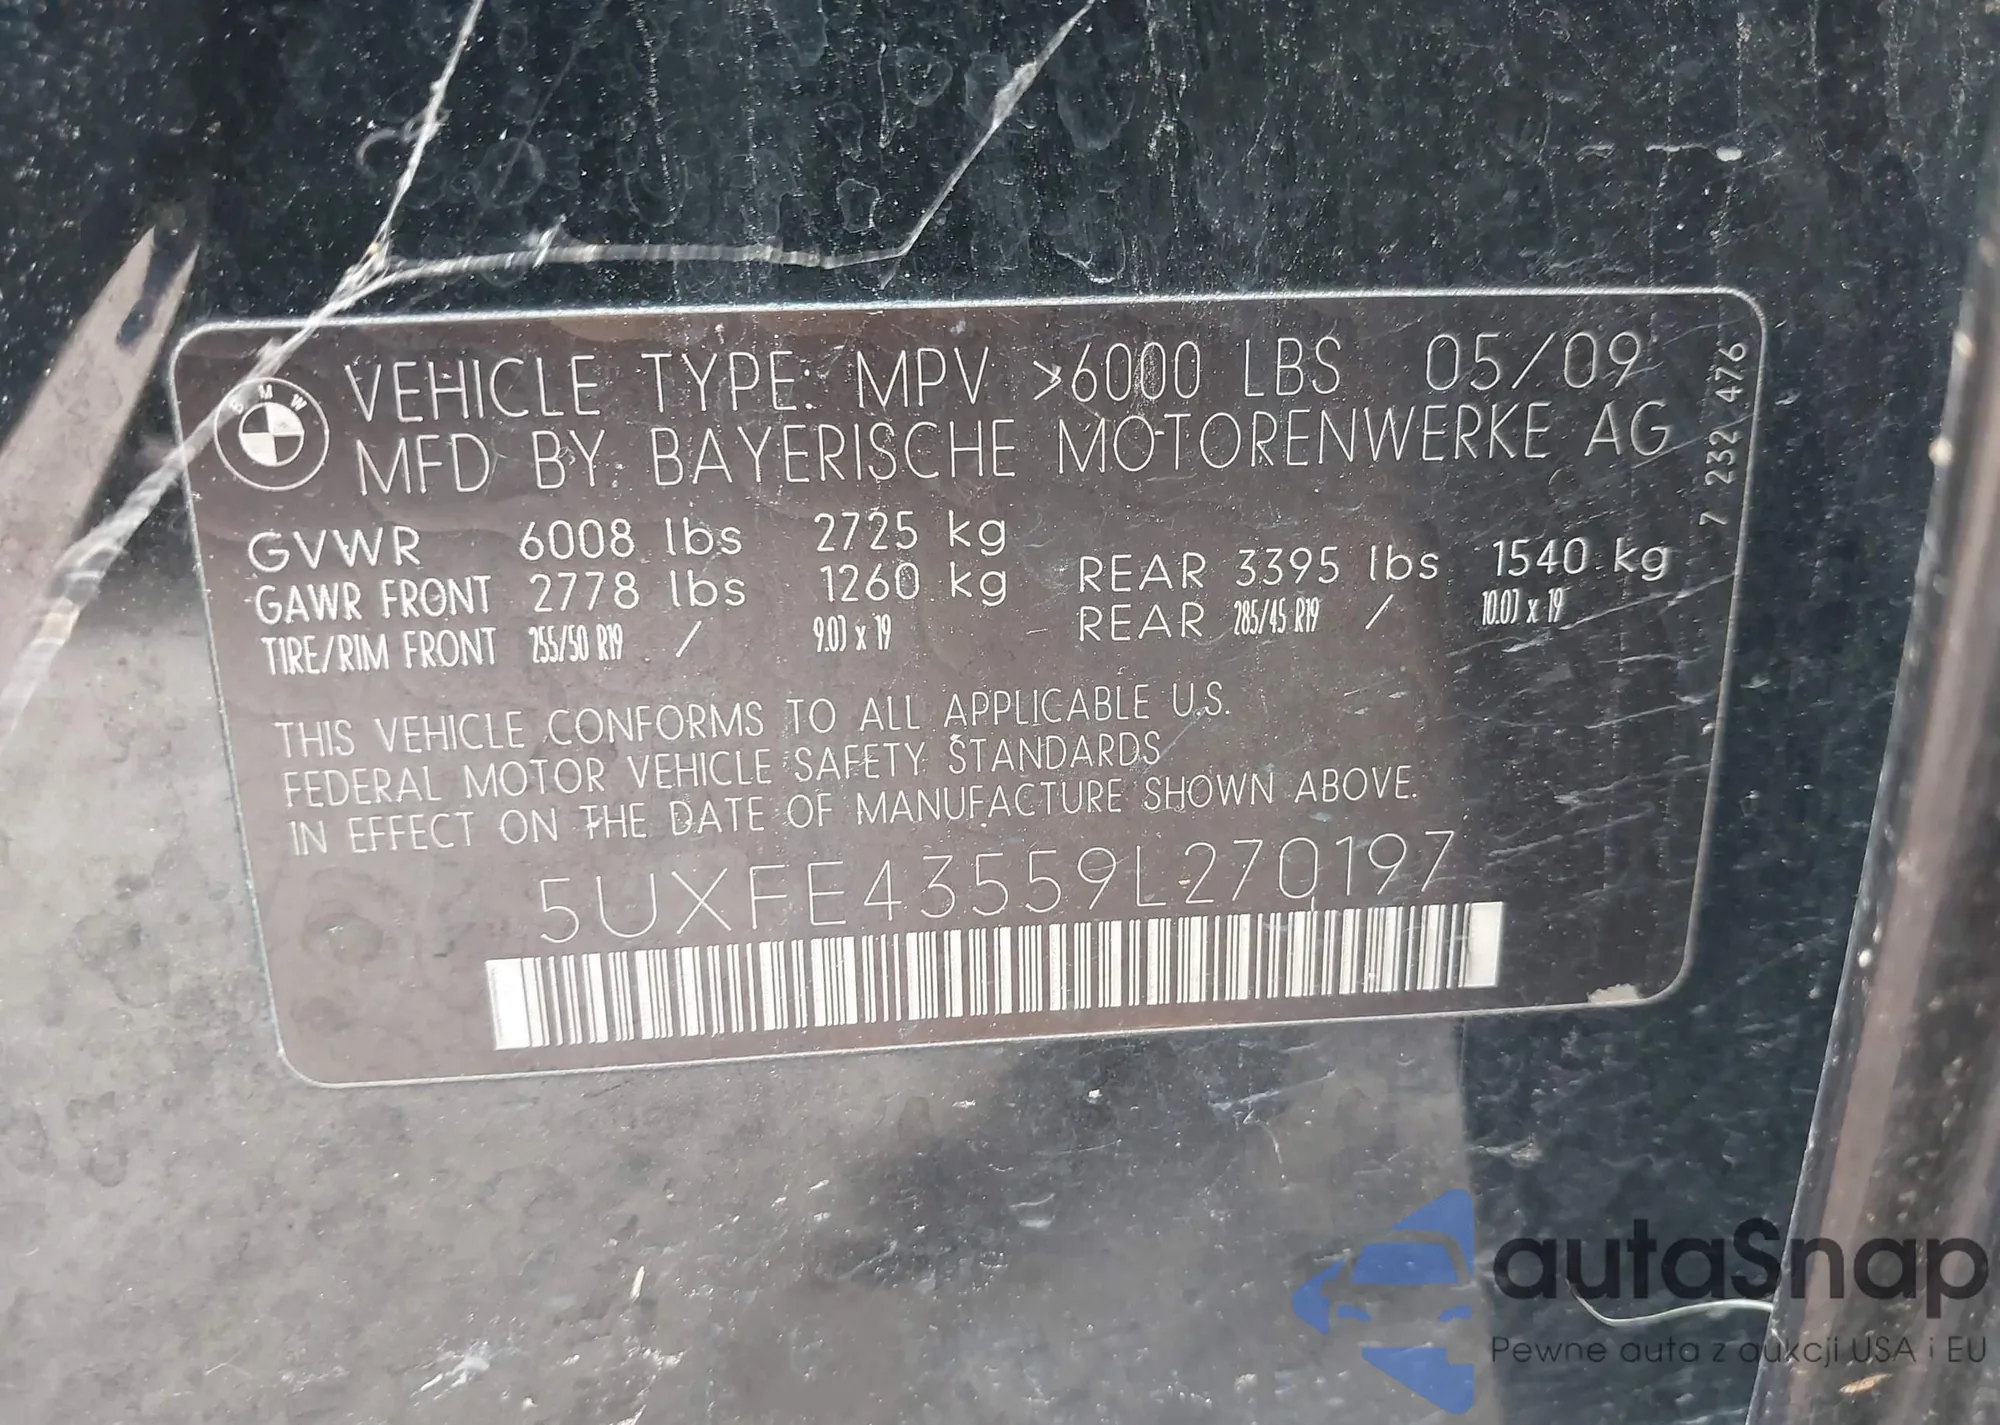 BMW
VEHICLE TYPE: MPV >6000 LBS 05/09
MFD BY: BAYERISCHE MOTORENWERKE AG
7 232 476
GVWR 6008 lbs 2725 kg
GAWR FRONT 2778 lbs 1260 kg REAR 3395 lbs 1540 kg
TIRE/RIM FRONT 255/50 R19 / 9.0J x 19 REAR 285/45 R19 / 10.0J x 19
THIS VEHICLE CONFORMS TO ALL APPLICABLE U.S.
FEDERAL MOTOR VEHICLE SAFETY STANDARDS
IN EFFECT ON THE DATE OF MANUFACTURE SHOWN ABOVE.
5UXFE43559L270197
autaSnap
Pewne auta z aukcji USA i EU